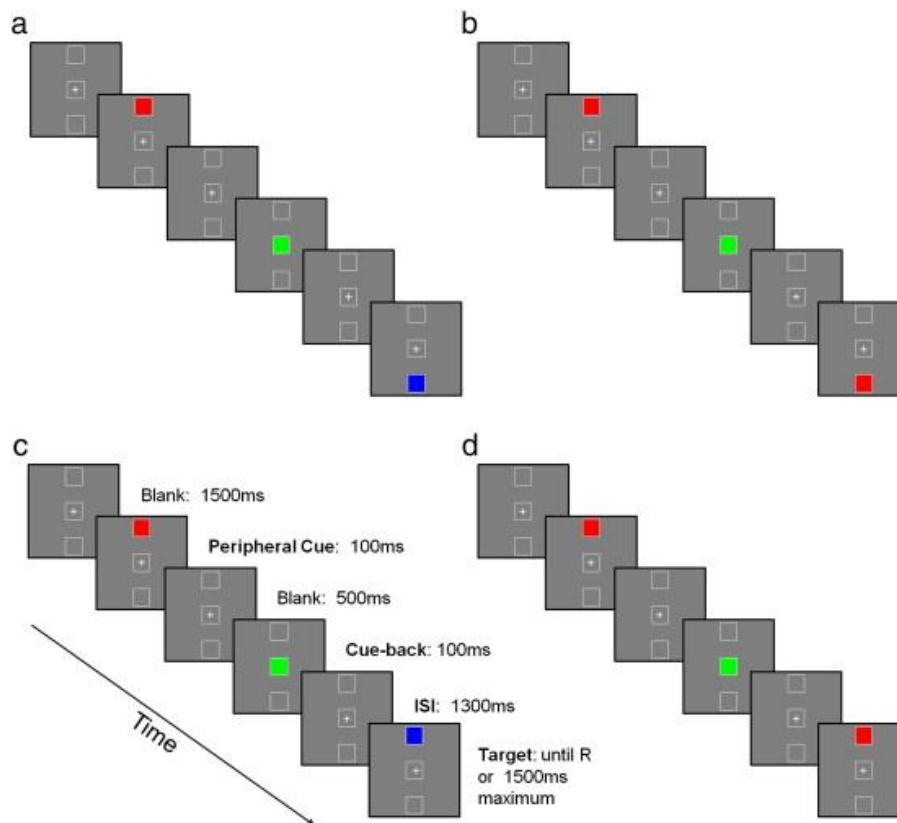 a
b
c
Blank: 1500ms
Peripheral Cue: 100ms
Blank: 500ms
Cue-back: 100ms
ISI: 1300ms
Target: until R
or 1500ms
maximum
Time
d